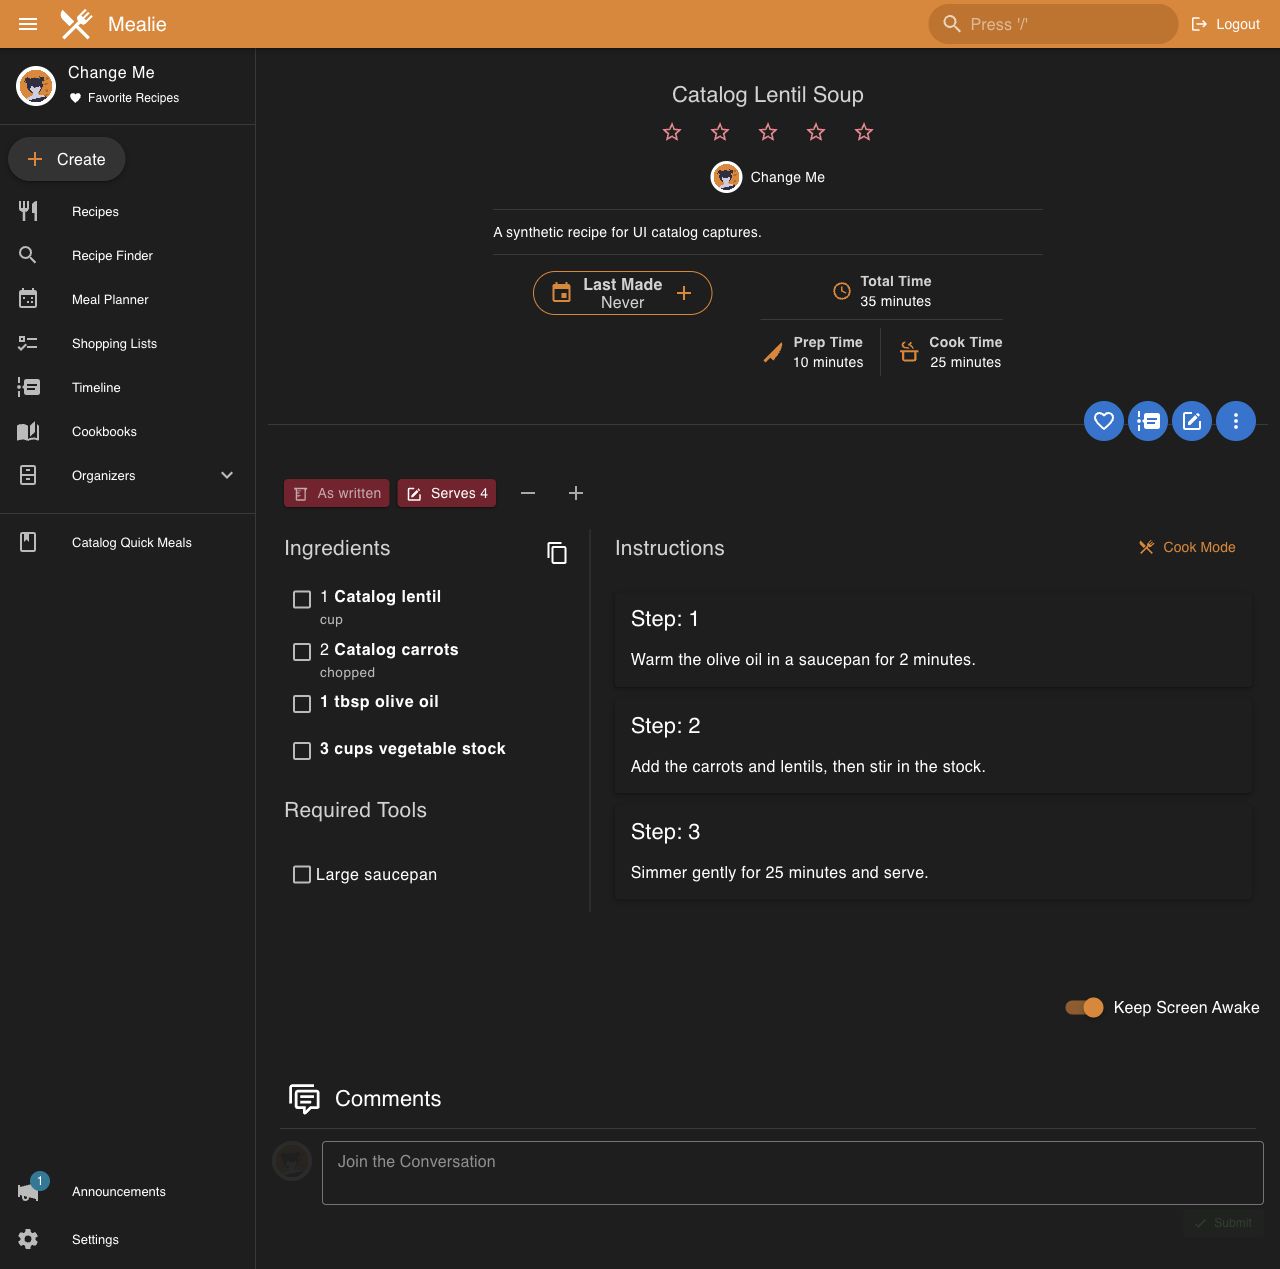 Mealie
Press '/'
Logout
Change Me
Favorite Recipes
Create
Recipes
Recipe Finder
Meal Planner
Shopping Lists
Timeline
Cookbooks
Organizers
Catalog Quick Meals
Announcements
1
Settings
Catalog Lentil Soup
Change Me
A synthetic recipe for UI catalog captures.
Last Made
Never
Total Time
35 minutes
Prep Time
10 minutes
Cook Time
25 minutes
As written
Serves 4
Ingredients
1 Catalog lentil
cup
2 Catalog carrots
chopped
1 tbsp olive oil
3 cups vegetable stock
Required Tools
Large saucepan
Instructions
Cook Mode
Step: 1
Warm the olive oil in a saucepan for 2 minutes.
Step: 2
Add the carrots and lentils, then stir in the stock.
Step: 3
Simmer gently for 25 minutes and serve.
Keep Screen Awake
Comments
Join the Conversation
Submit